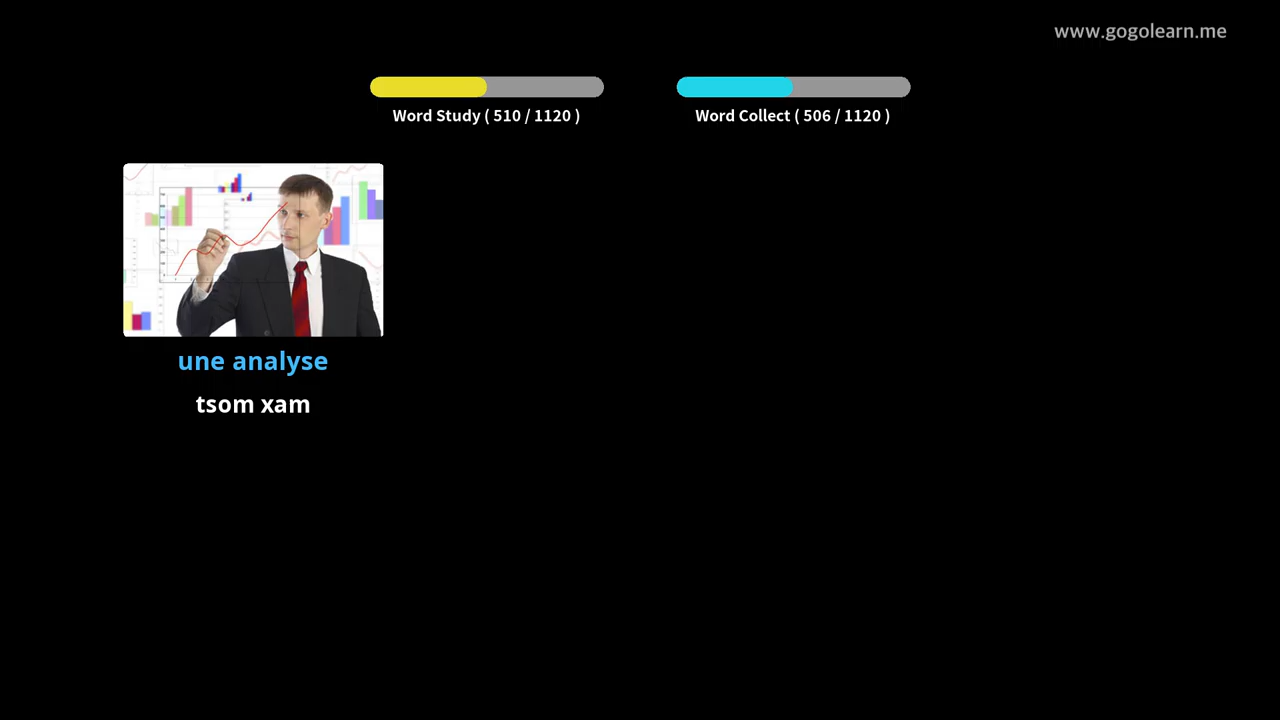 www.gogolearn.me
Word Study ( 510 / 1120 )
Word Collect ( 506 / 1120 )
une analyse
tsom xam